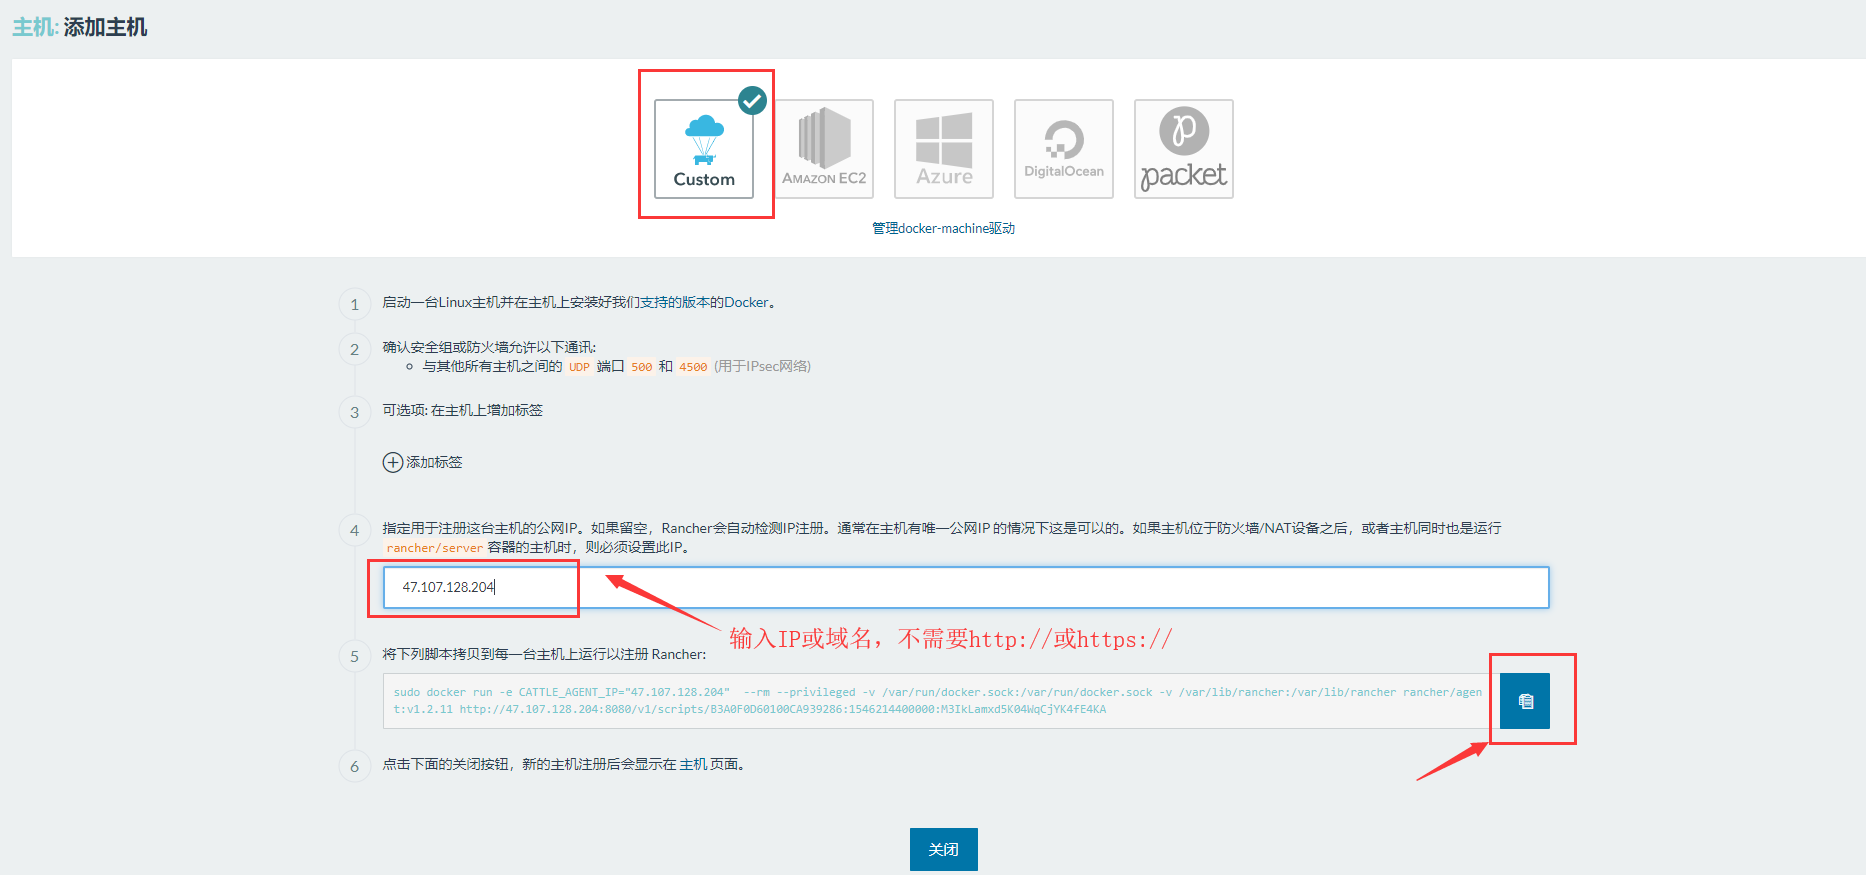 主机: 添加主机
Custom
AMAZON EC2
Azure
DigitalOcean
packet
管理docker-machine驱动
1 启动一台Linux主机并在主机上安装好我们支持的版本的Docker。
2 确认安全组或防火墙允许以下通讯:
与其他所有主机之间的 UDP 端口 500 和 4500 (用于IPsec网络)
3 可选项: 在主机上增加标签
添加标签
4 指定用于注册这台主机的公网IP。如果留空，Rancher会自动检测IP注册。通常在主机有唯一公网IP 的情况下这是可以的。如果主机位于防火墙/NAT设备之后，或者主机同时也是运行
rancher/server 容器的主机时，则必须设置此IP。
47.107.128.204
输入IP或域名，不需要http://或https://
5 将下列脚本拷贝到每一台主机上运行以注册 Rancher:
sudo docker run -e CATTLE_AGENT_IP="47.107.128.204"  --rm --privileged -v /var/run/docker.sock:/var/run/docker.sock -v /var/lib/rancher:/var/lib/rancher rancher/agen
t:v1.2.11 http://47.107.128.204:8080/v1/scripts/B3A0F0D60100CA939286:1546214400000:M3IkLamxd5K04WqCjYK4fE4KA
6 点击下面的关闭按钮，新的主机注册后会显示在 主机 页面。
关闭